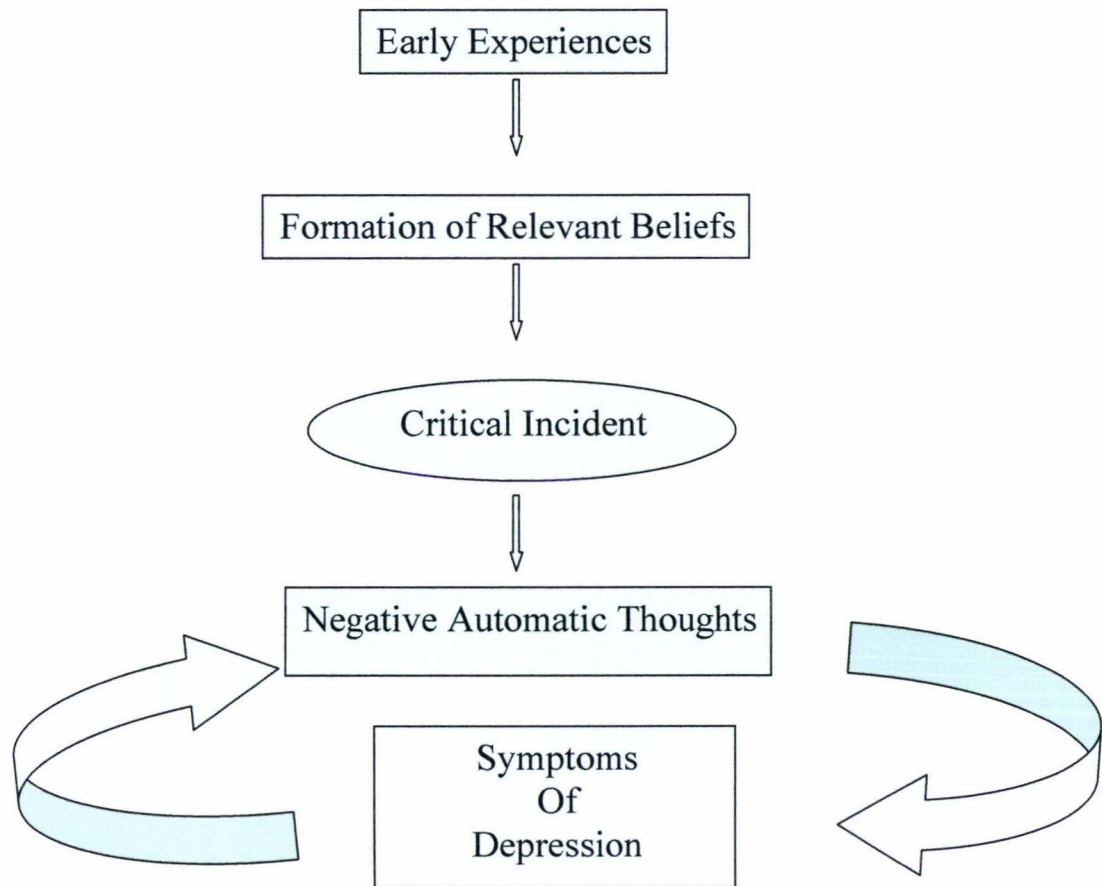 Early Experiences
Formation of Relevant Beliefs
Critical Incident
Negative Automatic Thoughts
Symptoms
Of
Depression